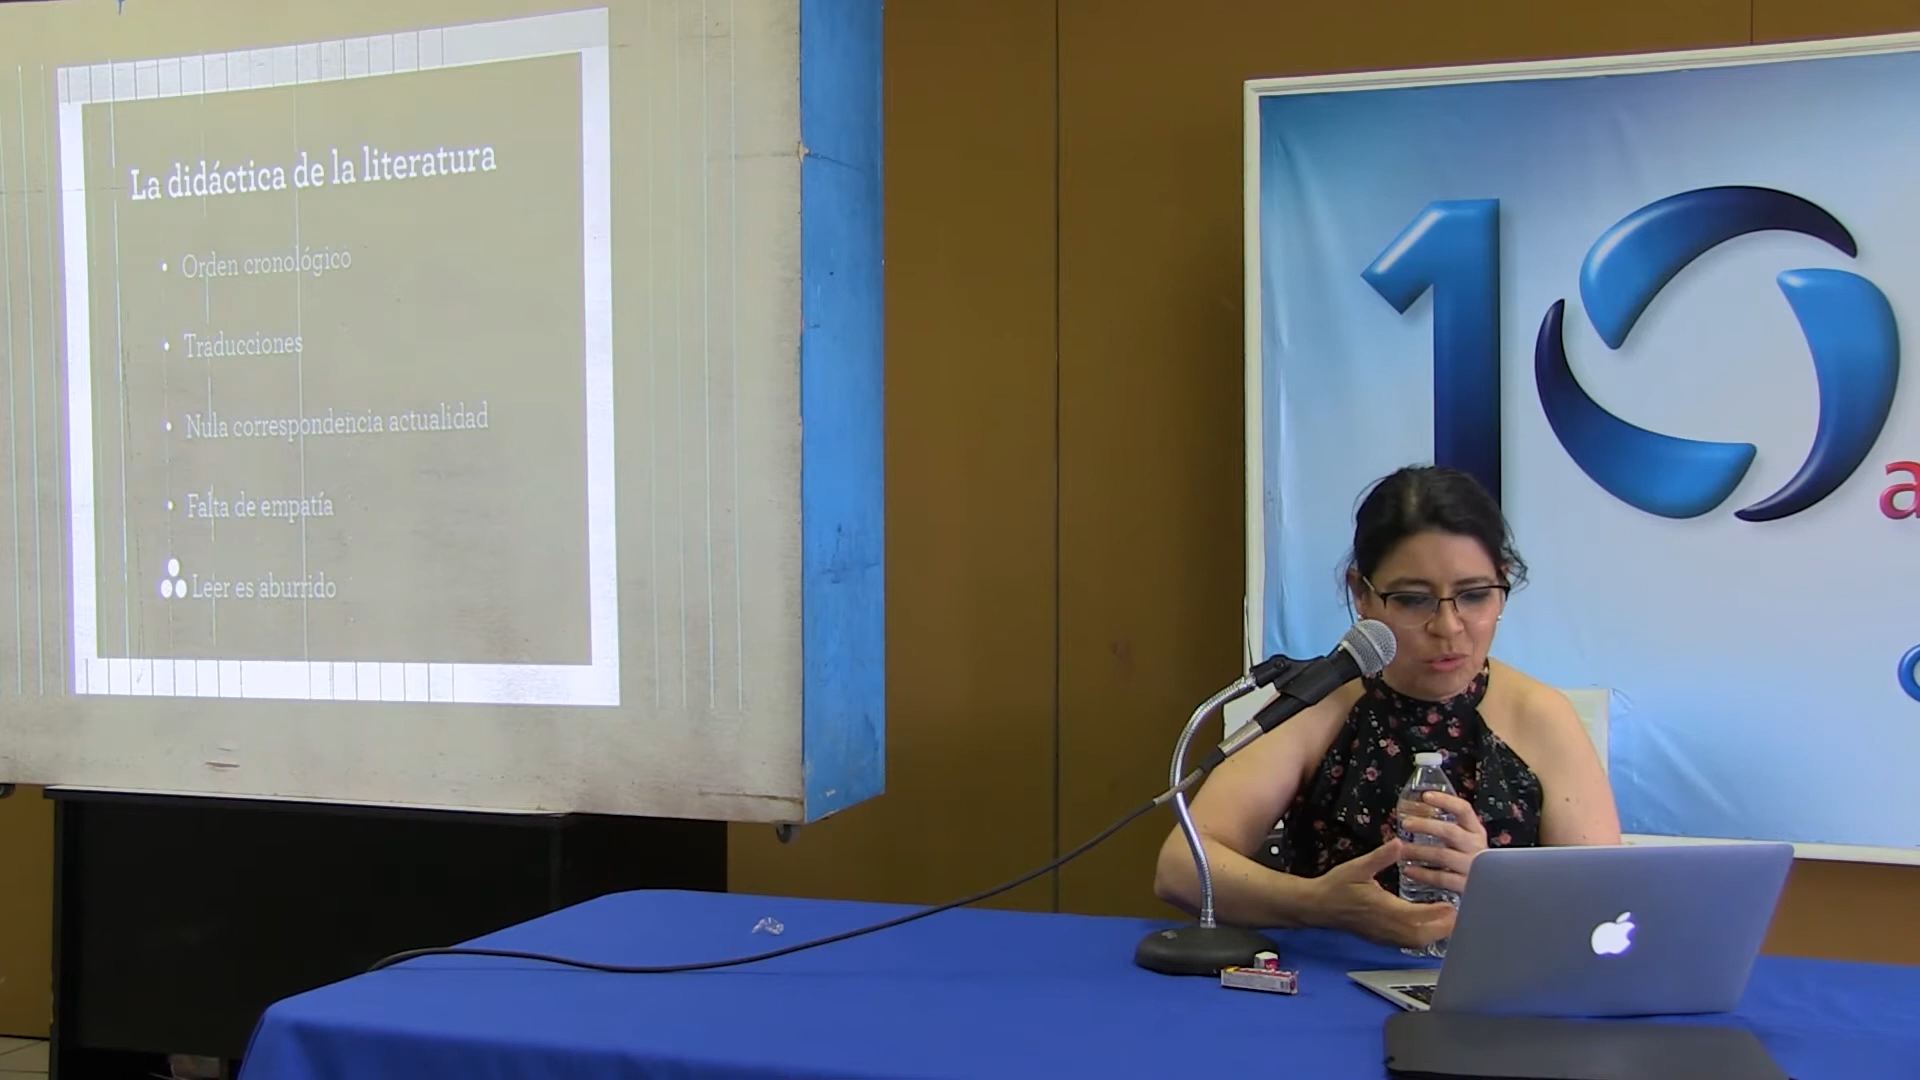 La didáctica de la literatura
• Orden cronológico
• Traducciones
• Nula correspondencia actualidad
• Falta de empatía
Leer es aburrido
10
a